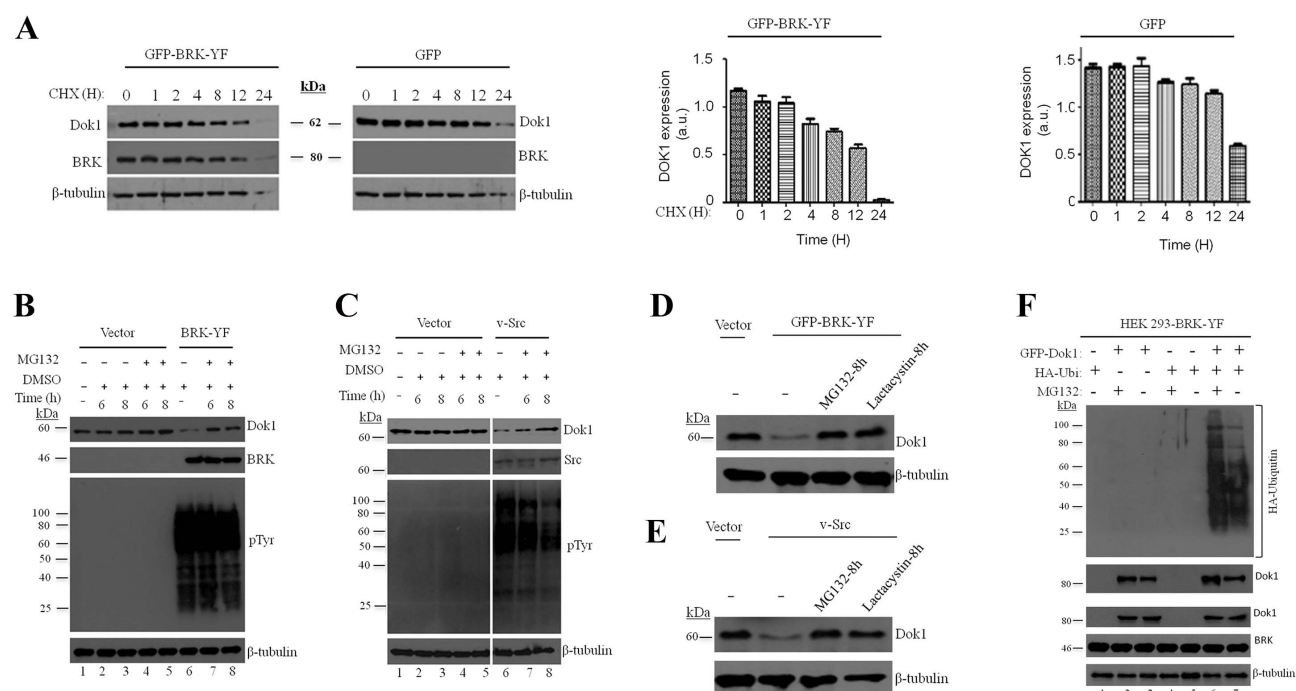 A
GFP-BRK-YF
CHX (H): 0 1 2 4 8 12 24
Dok1
BRK
β-tubulin
kDa
62
80
GFP
0 1 2 4 8 12 24
Dok1
BRK
β-tubulin
GFP-BRK-YF
DOK1 expression
(a.u.)
1.5
1.0
0.5
0
CHX (H): 0 1 2 4 8 12 24
Time (H)
GFP
DOK1 expression
(a.u.)
1.5
1.0
0.5
C
0 1 2 4 8 12 24
Time (H)
B
Vector BRK-YF
MG132 - - - + + - + +
DMSO - + + + + - + +
Time (h) 6 8 6 8 6 8
kDa
60
Dok1
46
BRK
100
80
60
40
25
pTyr
β-tubulin
1 2 3 4 5 6 7 8
C
Vector v-Src
MG132 - - - + + - + +
DMSO - + + + + + + +
Time (h) 6 8 6 8 6 8
kDa
60
Dok1
60
Src
100
80
60
40
25
pTyr
β-tubulin
1 2 3 4 5 6 7 8
D
Vector GFP-BRK-YF
- - MG132-8h Lactacystin-8h
kDa
60
Dok1
β-tubulin
E
Vector v-Src
- - MG132-8h Lactacystin-8h
kDa
60
Dok1
β-tubulin
F
HEK 293-BRK-YF
GFP-Dok1: - + + - - + +
HA-Ubi: + - - + + + +
MG132: - + - + - + -
kDa
100
80
60
40
25
HA-Ubiquitin
80
Dok1
80
Dok1
46
BRK
β-tubulin